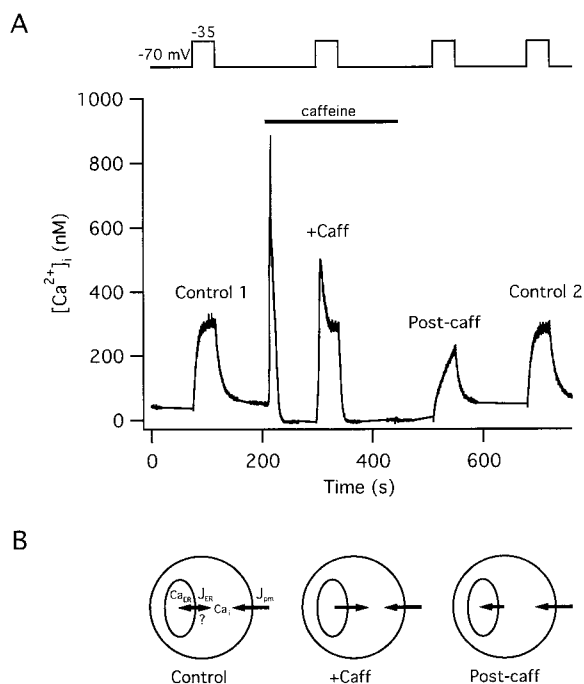 A
-35
-70 mV
1000
caffeine
800
+Caff
600
[Ca2+]i (nM)
400
Control 1
Control 2
Post-caff
200
0
0 200 400 600
Time (s)
B
CaER JER Cai Jpm
?
Control +Caff Post-caff